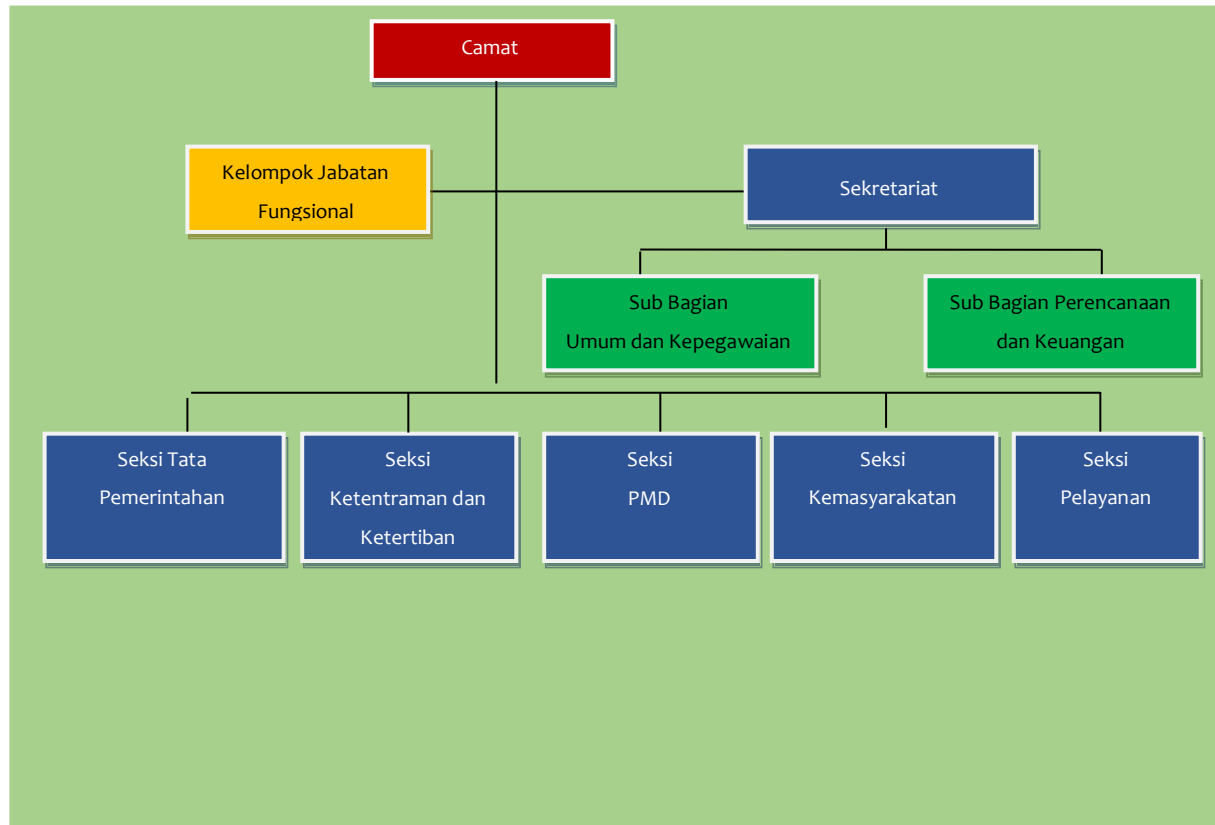 Camat
Kelompok Jabatan
Fungsional
Sekretariat
Sub Bagian
Umum dan Kepegawaian
Sub Bagian Perencanaan
dan Keuangan
Seksi Tata
Pemerintahan
Seksi
Ketentraman dan
Ketertiban
Seksi
PMD
Seksi
Kemasyarakatan
Seksi
Pelayanan